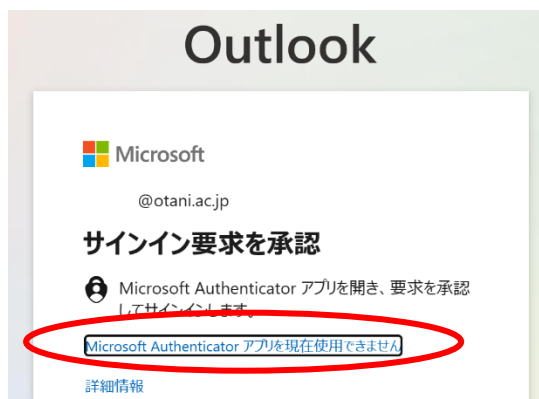 Outlook
Microsoft
@otani.ac.jp
サインイン要求を承認
Microsoft Authenticator アプリを開き、要求を承認
してサインインします。
Microsoft Authenticator アプリを現在使用できません
詳細情報